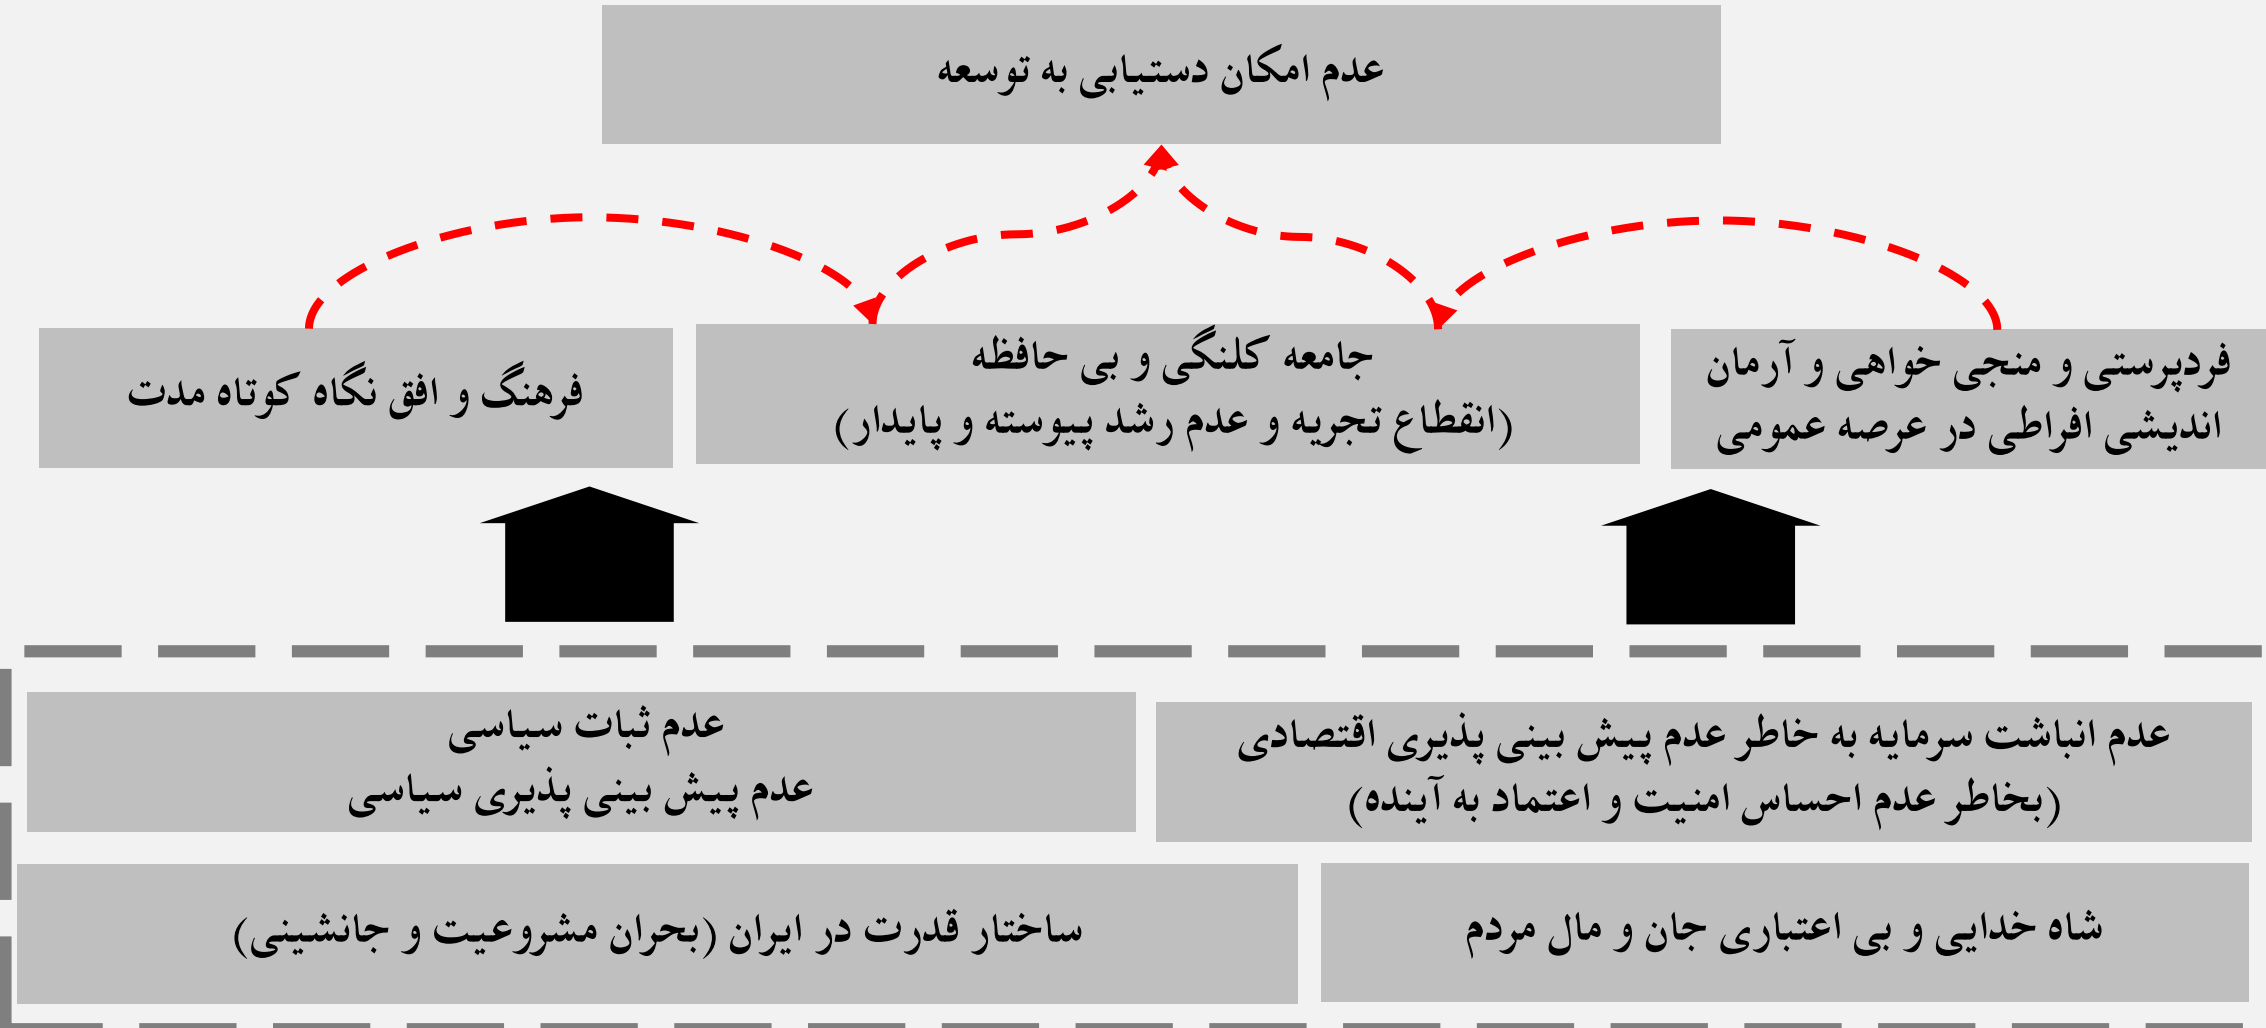 عدم امکان دستیابی به توسعه
فردپرستی و منجی خواهی و آرمان
اندیشی افراطی در عرصه عمومی
جامعه کلنگی و بی حافظه
(انقطاع تجریه و عدم رشد پیوسته و پایدار)
فرهنگ و افق نگاه کوتاه مدت
عدم انباشت سرمایه به خاطر عدم پیش بینی پذیری اقتصادی
(بخاطر عدم احساس امنیت و اعتماد به آینده)
عدم ثبات سیاسی
عدم پیش بینی پذیری سیاسی
شاه خدایی و بی اعتباری جان و مال مردم
ساختار قدرت در ایران (بحران مشروعیت و جانشینی)